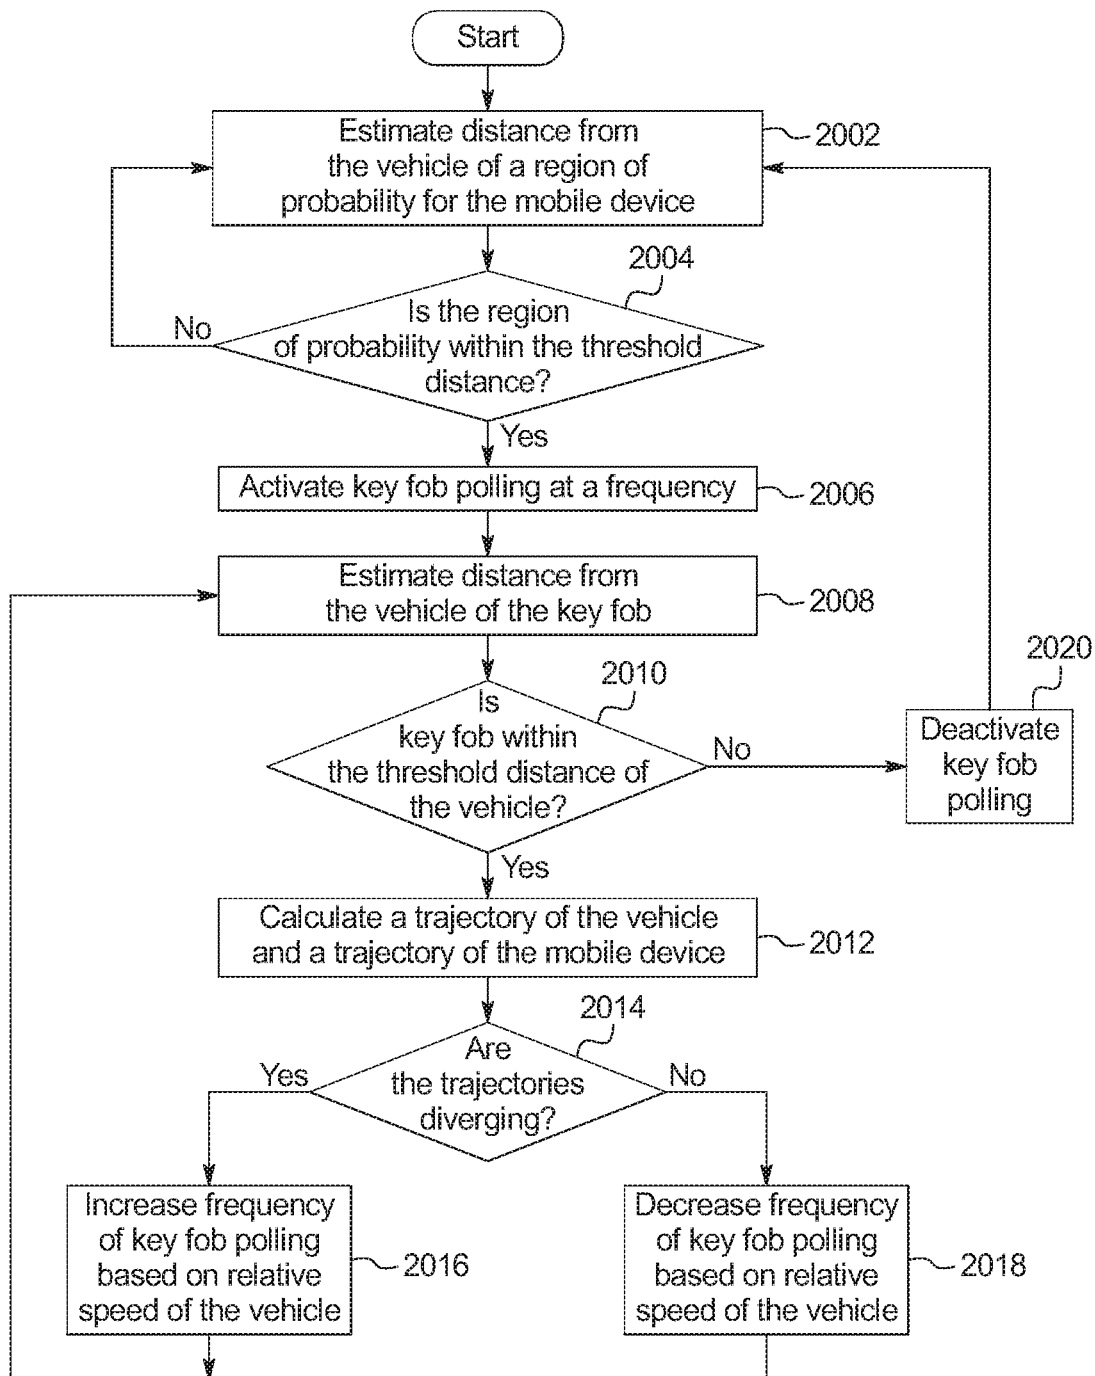 Start
Estimate distance from
the vehicle of a region of
probability for the mobile device
2002
2004
Is the region
of probability within the threshold
distance?
No
Yes
Activate key fob polling at a frequency
2006
Estimate distance from
the vehicle of the key fob
2008
2010
Is
key fob within
the threshold distance of
the vehicle?
No
2020
Deactivate
key fob
polling
Yes
Calculate a trajectory of the vehicle
and a trajectory of the mobile device
2012
2014
Are
the trajectories
diverging?
Yes
No
Increase frequency
of key fob polling
based on relative
speed of the vehicle
2016
Decrease frequency
of key fob polling
based on relative
speed of the vehicle
2018